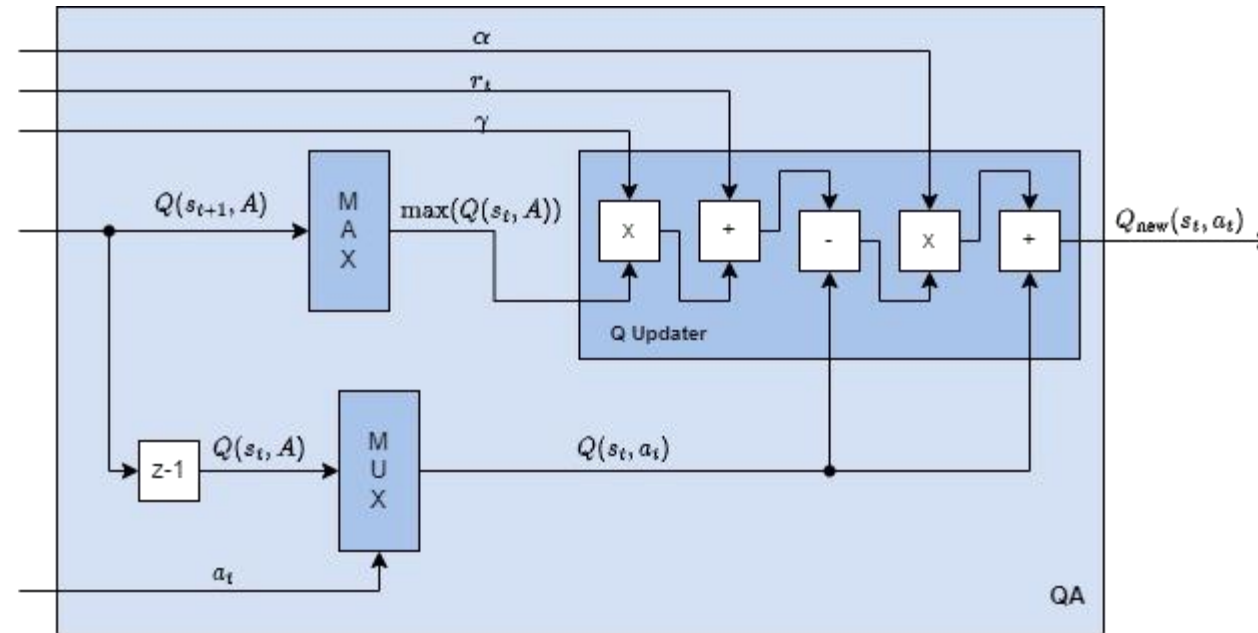 α
r_t
γ
Q(s_{t+1}, A)
M
A
X
max(Q(s_t, A))
x
+
-
x
+
Q_new(s_t, a_t)
Q Updater
z-1
Q(s_t, A)
M
U
X
Q(s_t, a_t)
a_t
QA